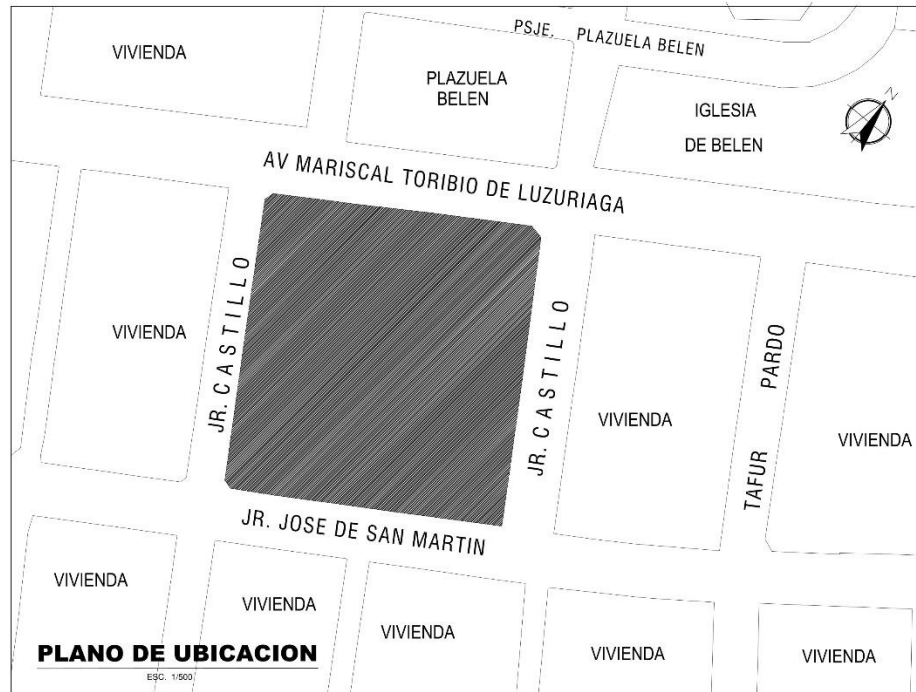 PSJE. PLAZUELA BELEN
VIVIENDA
PLAZUELA
BELEN
IGLESIA
DE BELEN
N
AV MARISCAL TORIBIO DE LUZURIAGA
VIVIENDA
JR. CASTILLO
JR. CASTILLO
VIVIENDA
TAFUR PARDO
VIVIENDA
JR. JOSE DE SAN MARTIN
VIVIENDA
VIVIENDA
VIVIENDA
VIVIENDA
VIVIENDA
PLANO DE UBICACION
ESC. 1/500